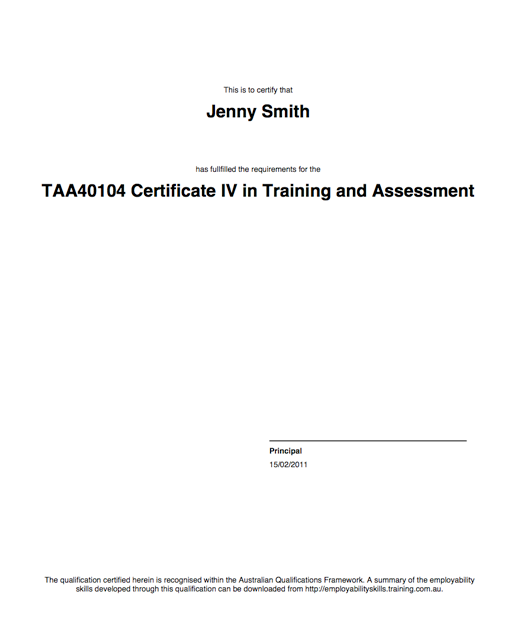 This is to certify that
Jenny Smith
has fullfilled the requirements for the
TAA40104 Certificate IV in Training and Assessment
Principal
15/02/2011
The qualification certified herein is recognised within the Australian Qualifications Framework. A summary of the employability
skills developed through this qualification can be downloaded from http://employabilityskills.training.com.au.